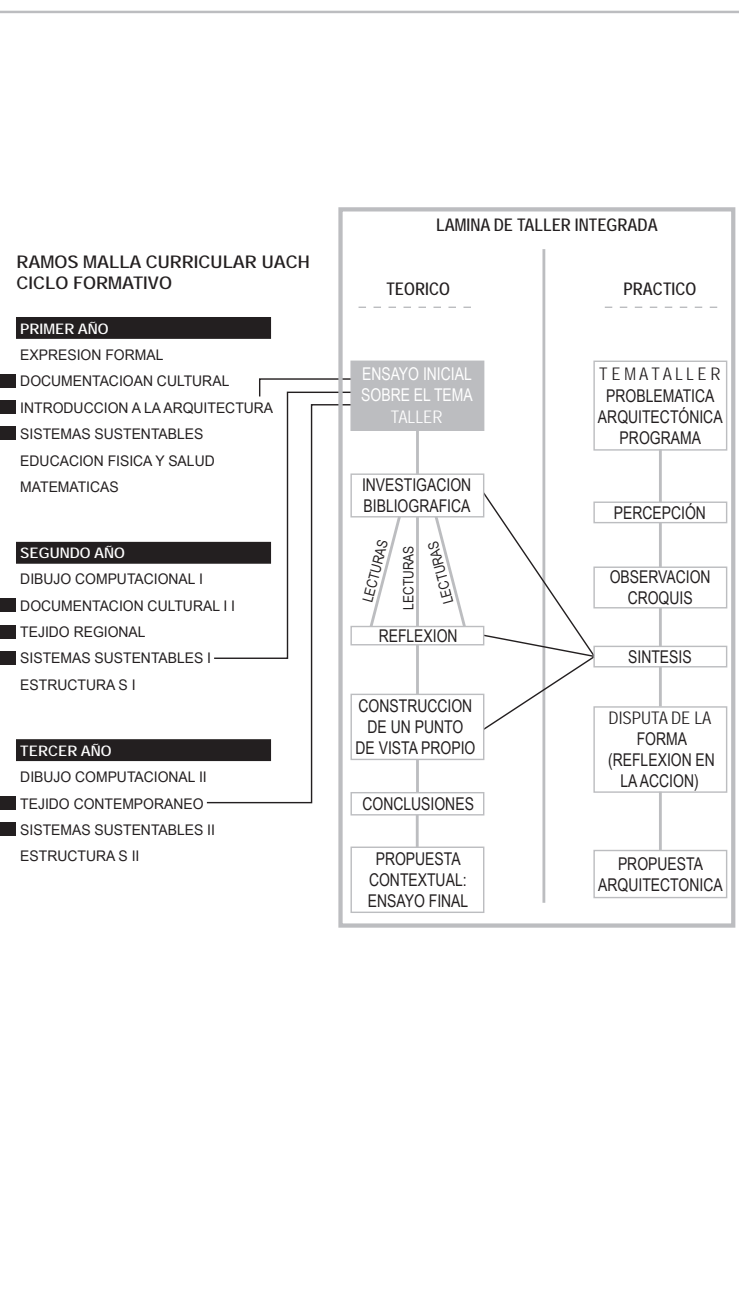 RAMOS MALLA CURRICULAR UACH
CICLO FORMATIVO
PRIMER AÑO
EXPRESION FORMAL
DOCUMENTACIOAN CULTURAL
INTRODUCCION A LA ARQUITECTURA
SISTEMAS SUSTENTABLES
EDUCACION FISICA Y SALUD
MATEMATICAS
SEGUNDO AÑO
DIBUJO COMPUTACIONAL I
DOCUMENTACION CULTURAL I I
TEJIDO REGIONAL
SISTEMAS SUSTENTABLES I
ESTRUCTURA S I
TERCER AÑO
DIBUJO COMPUTACIONAL II
TEJIDO CONTEMPORANEO
SISTEMAS SUSTENTABLES II
ESTRUCTURA S II
LAMINA DE TALLER INTEGRADA
TEORICO
ENSAYO INICIAL
SOBRE EL TEMA
TALLER
INVESTIGACION
BIBLIOGRAFICA
LECTURAS
LECTURAS
LECTURAS
REFLEXION
CONSTRUCCION
DE UN PUNTO
DE VISTA PROPIO
CONCLUSIONES
PROPUESTA
CONTEXTUAL:
ENSAYO FINAL
PRACTICO
T E M A T A L L E R
PROBLEMATICA
ARQUITECTÓNICA
PROGRAMA
PERCEPCIÓN
OBSERVACION
CROQUIS
SINTESIS
DISPUTA DE LA
FORMA
(REFLEXION EN
LA ACCION)
PROPUESTA
ARQUITECTONICA